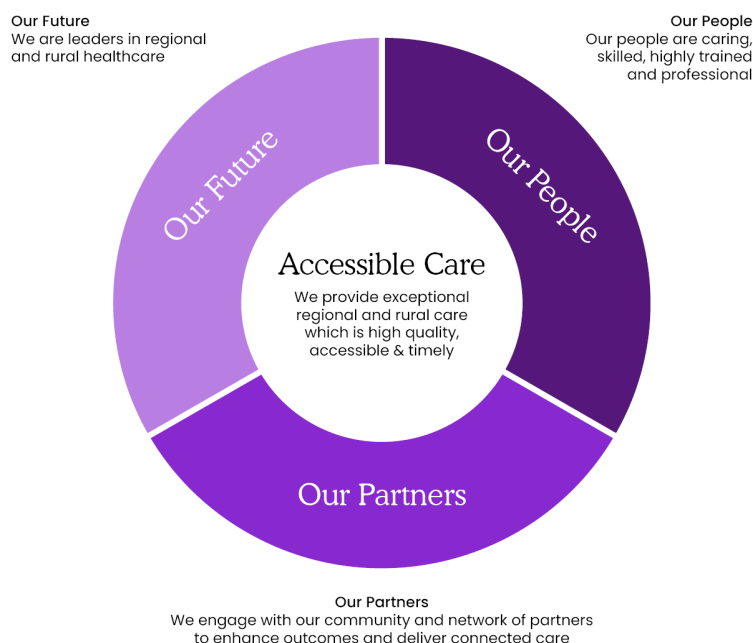 Our Future
We are leaders in regional
and rural healthcare
Our People
Our people are caring,
skilled, highly trained
and professional
Our Future
Our People
Accessible Care
We provide exceptional
regional and rural care
which is high quality,
accessible & timely
Our Partners
Our Partners
We engage with our community and network of partners
to enhance outcomes and deliver connected care